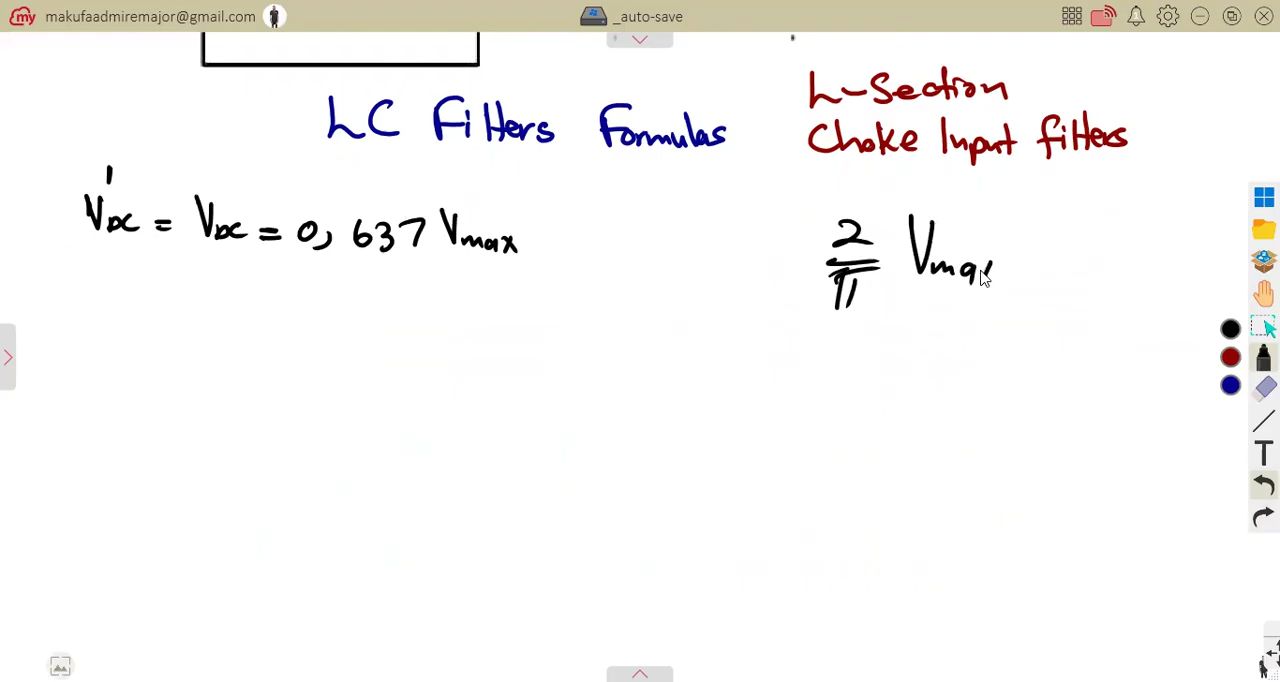 my makufaadmiremajor@gmail.com
_auto-save
LC Filters Formulas
L-Section
Choke Input filters
V'DC = VDC = 0,637 Vmax
2/π Vmax
T